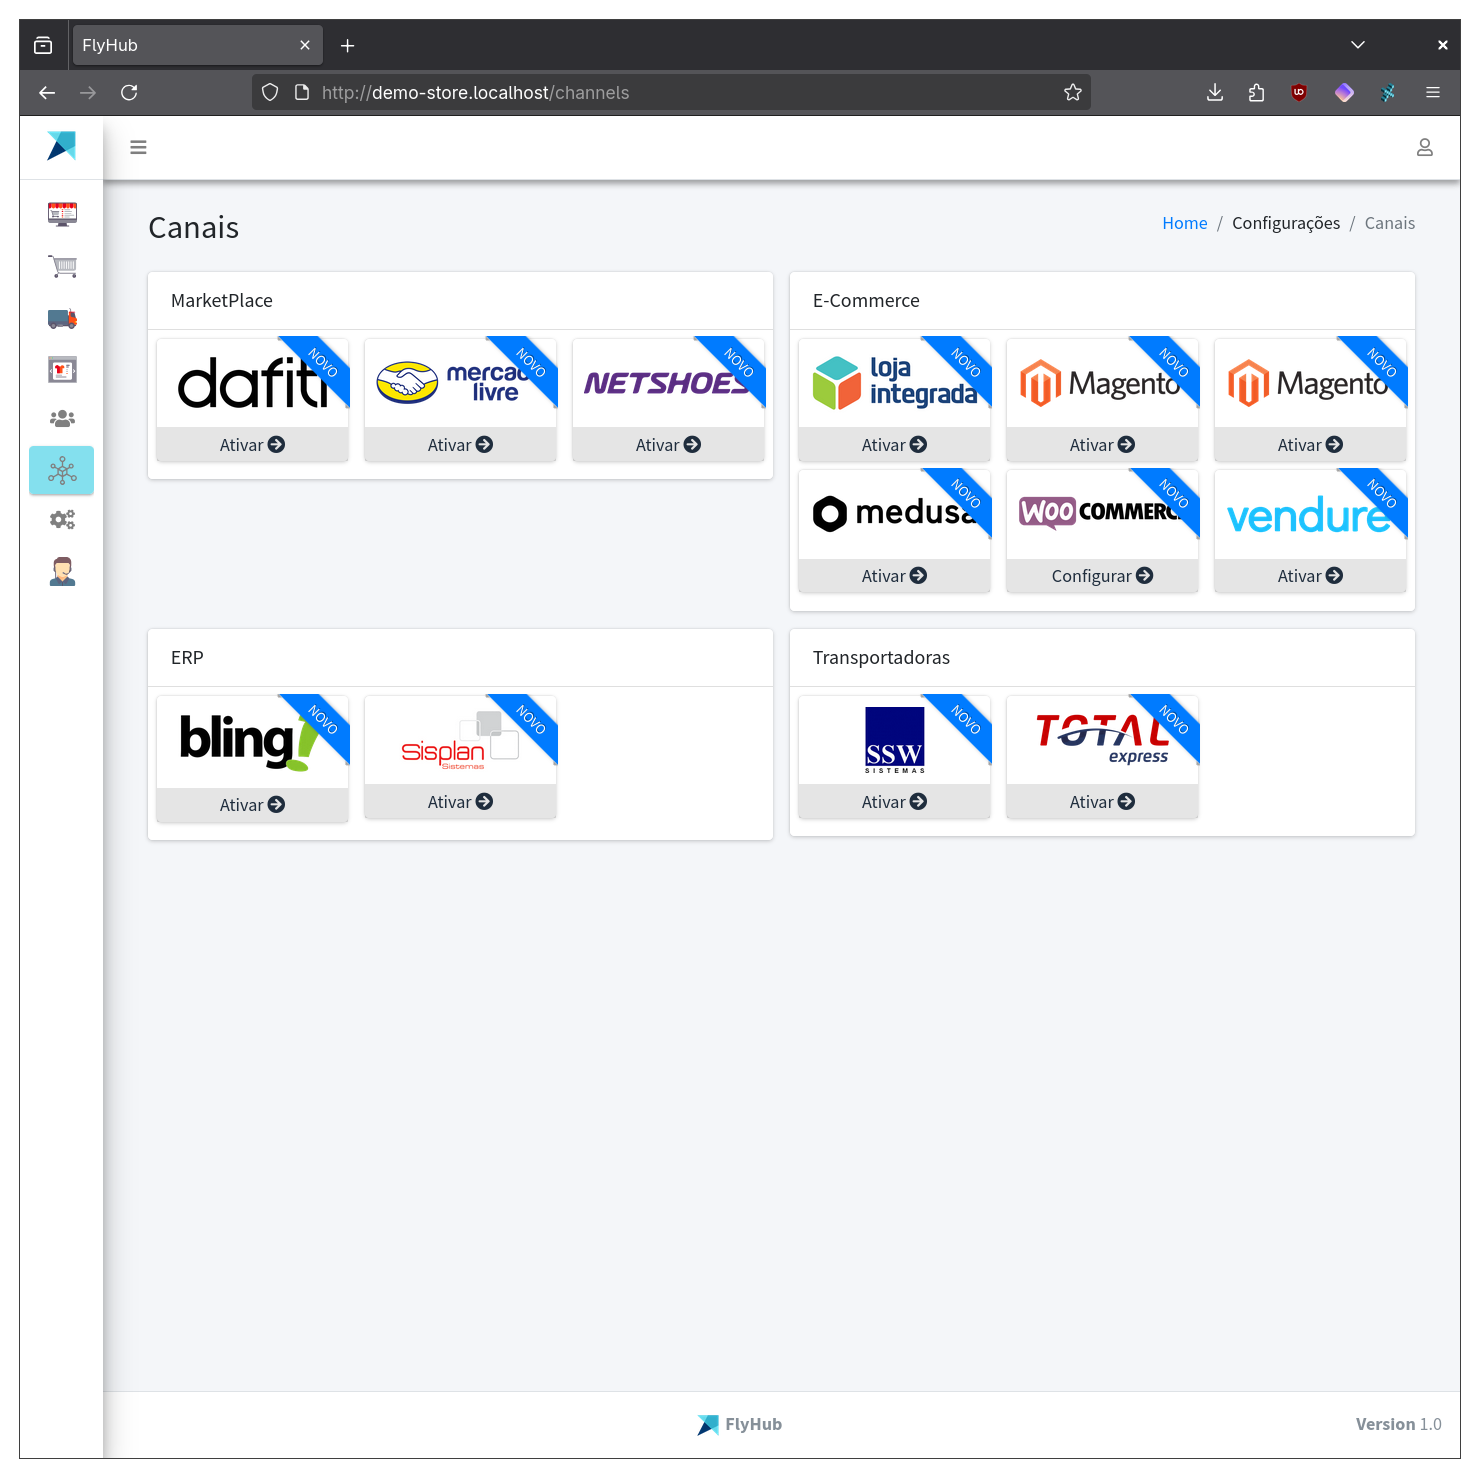 FlyHub
http://demo-store.localhost/channels
Canais
Home / Configurações / Canais
MarketPlace
dafiti NOVO
Ativar
mercado livre NOVO
Ativar
NETSHOES NOVO
Ativar
E-Commerce
loja integrada NOVO
Ativar
Magento NOVO
Ativar
Magento NOVO
Ativar
medusa NOVO
Ativar
WOO COMMERCE NOVO
Configurar
vendure NOVO
Ativar
ERP
bling! NOVO
Ativar
Sisplan Sistemas NOVO
Ativar
Transportadoras
SSW SISTEMAS NOVO
Ativar
TOTAL express NOVO
Ativar
FlyHub
Version 1.0